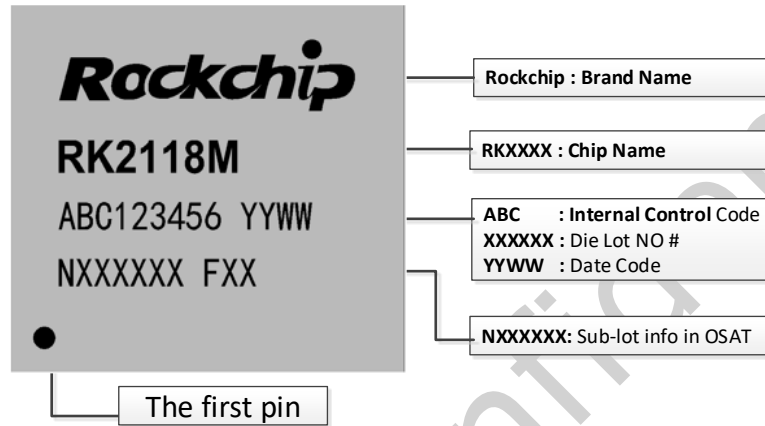 Rockchip
RK2118M
ABC123456 YYWW
NXXXXXX FXX
The first pin
Rockchip : Brand Name
RKXXXX : Chip Name
ABC : Internal Control Code
XXXXXX : Die Lot NO #
YYWW : Date Code
NXXXXXX: Sub-lot info in OSAT